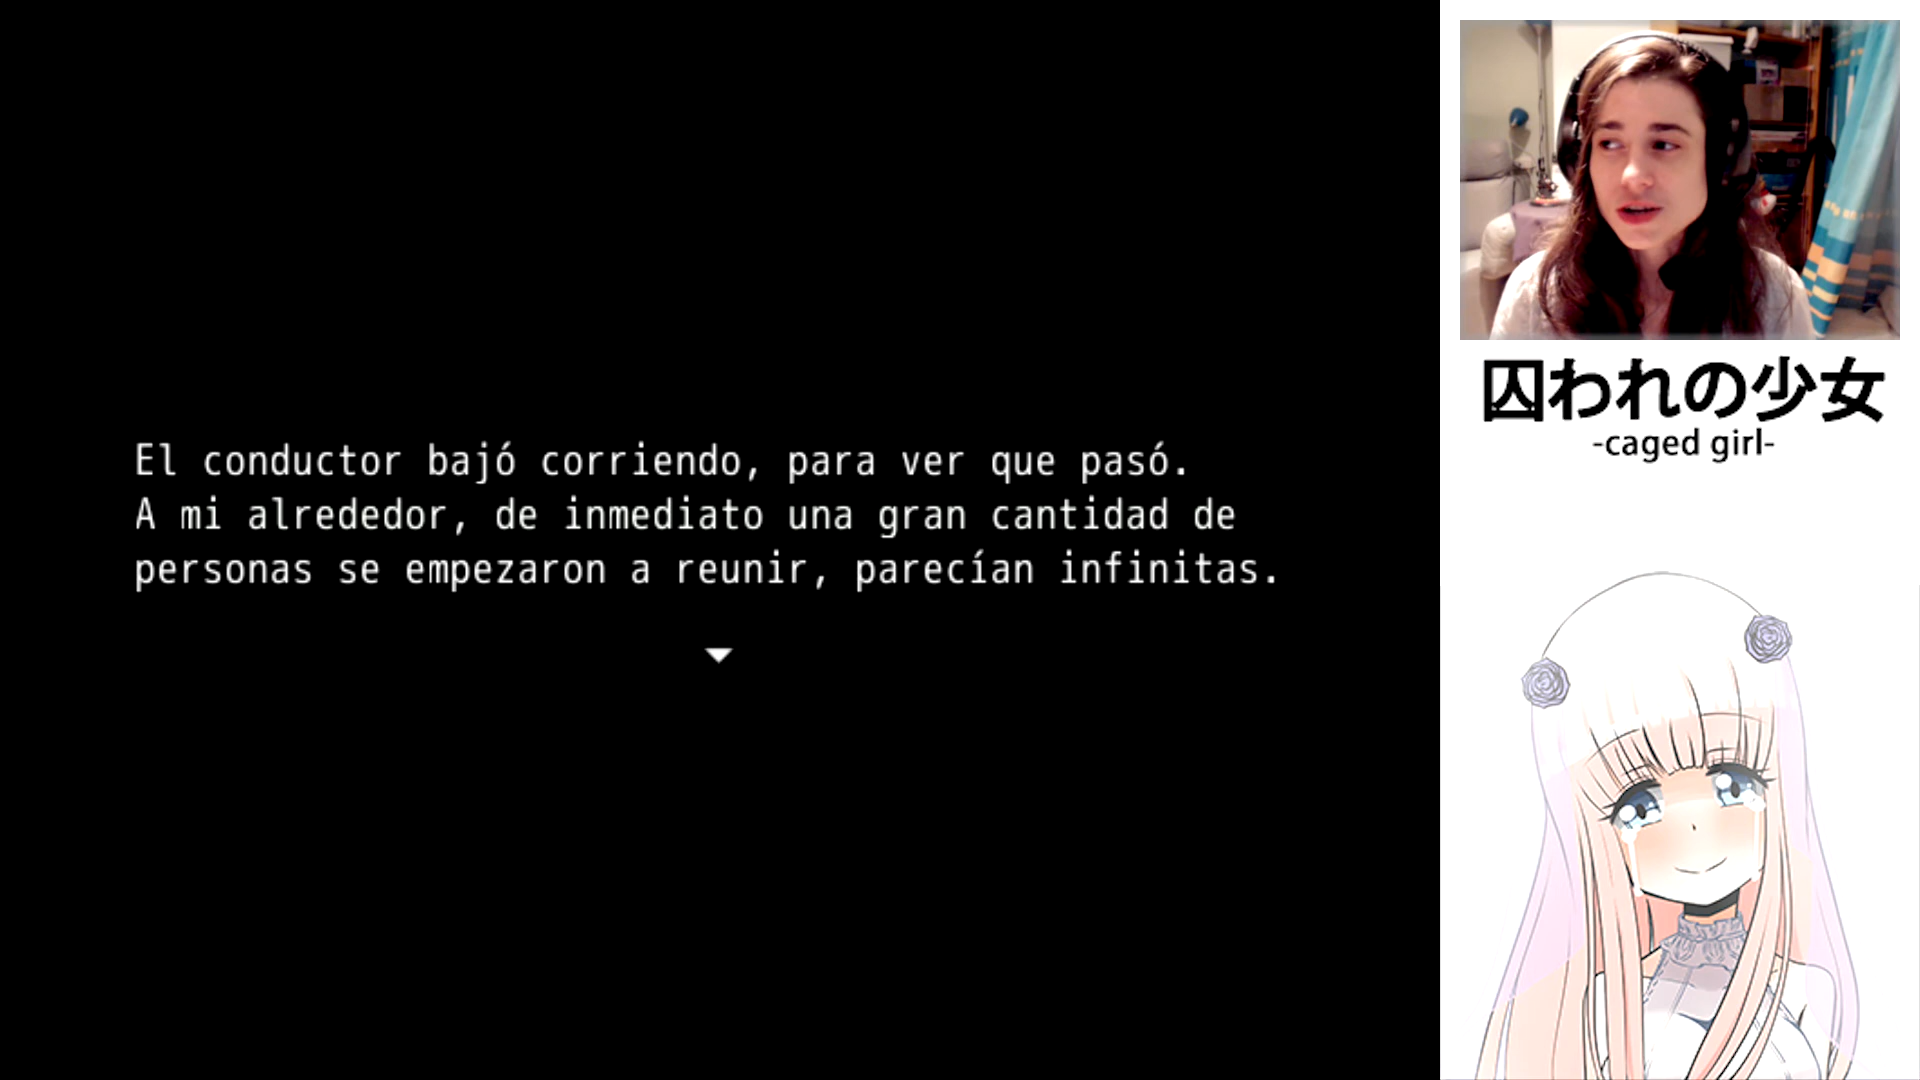 El conductor bajó corriendo, para ver que pasó.
A mi alrededor, de inmediato una gran cantidad de
personas se empezaron a reunir, parecían infinitas.
囚われの少女
-caged girl-